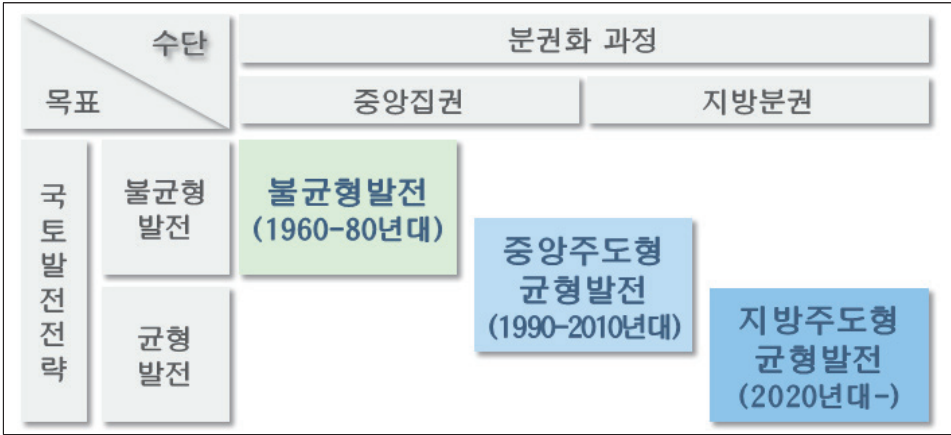 수단
목표
분권화 과정
중앙집권
지방분권
국토발전전략
불균형
발전
균형
발전
불균형발전
(1960-80년대)
중앙주도형
균형발전
(1990-2010년대)
지방주도형
균형발전
(2020년대-)